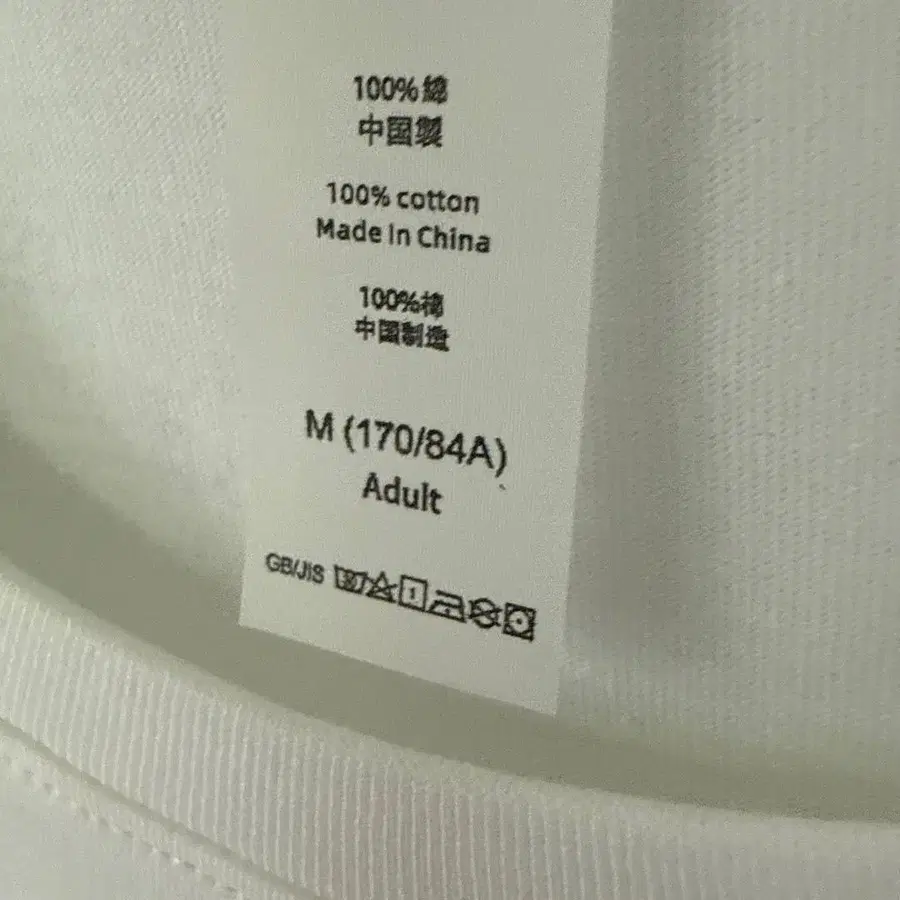 100%綿
中国製
100% cotton
Made In China
100%棉
中国制造
M (170/84A)
Adult
GB/JIS